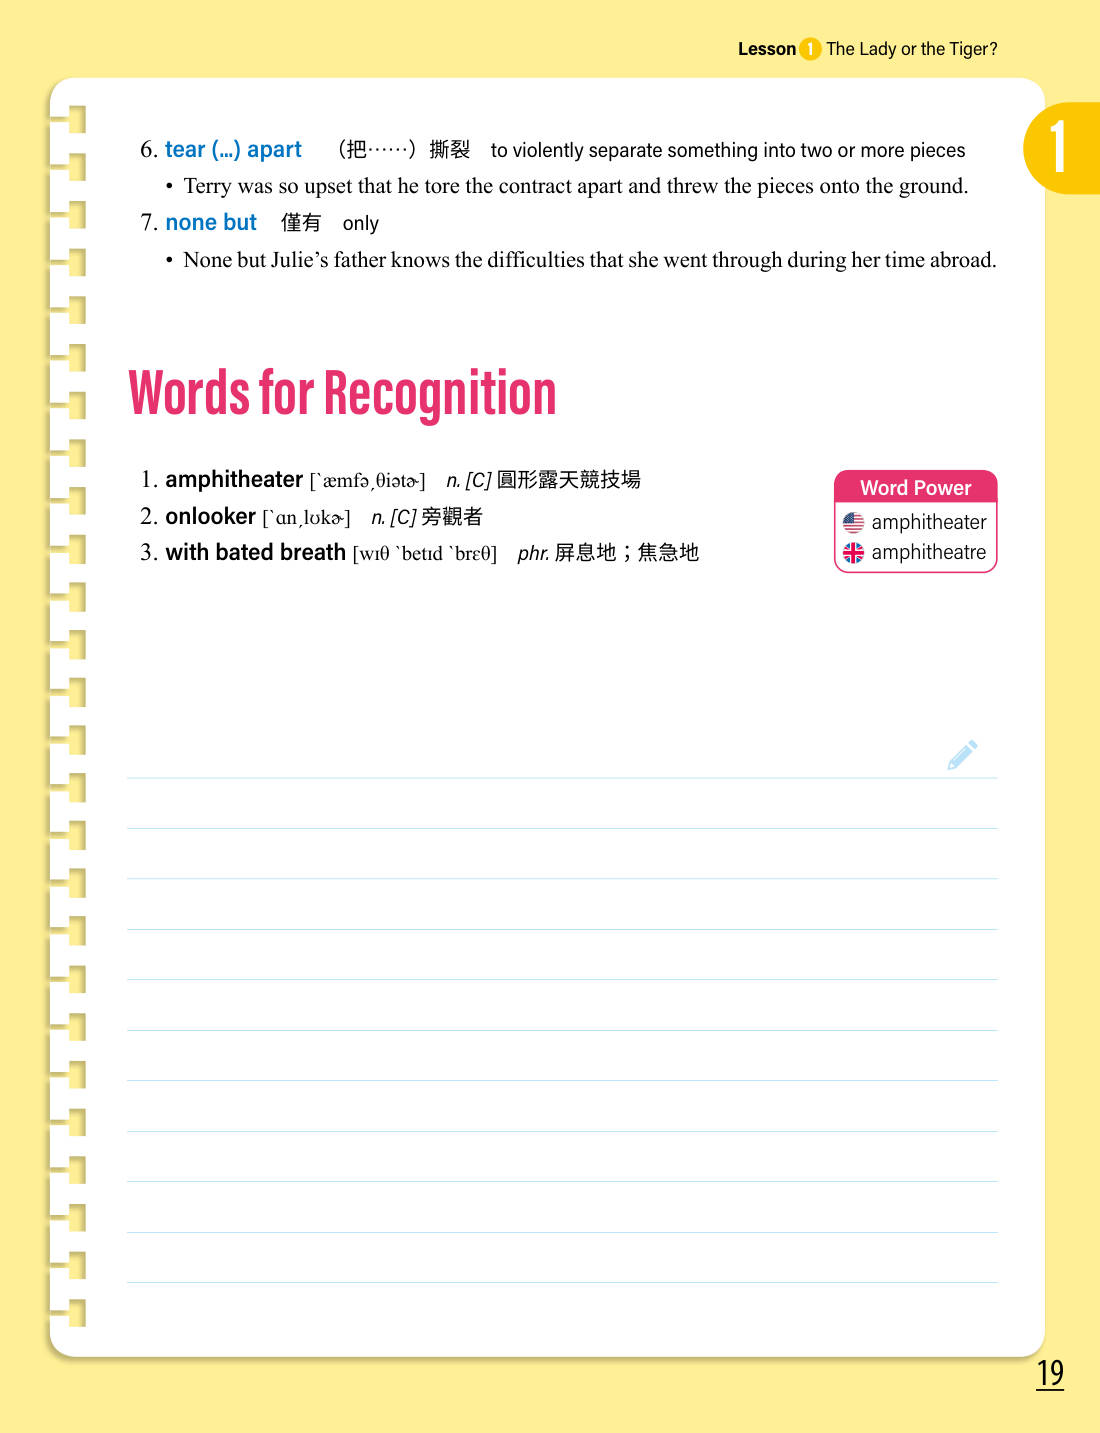 Lesson 1 The Lady or the Tiger?
1
6. tear (...) apart （把⋯⋯）撕裂 to violently separate something into two or more pieces
• Terry was so upset that he tore the contract apart and threw the pieces onto the ground.
7. none but 僅有 only
• None but Julie’s father knows the difficulties that she went through during her time abroad.
Words for Recognition
1. amphitheater [ˋæmfəˏθiətɚ] n. [C] 圓形露天競技場
2. onlooker [ˋɑnˏlʊkɚ] n. [C] 旁觀者
3. with bated breath [wɪθ ˋbetɪd ˋbrɛθ] phr. 屏息地；焦急地
Word Power
amphitheater
amphitheatre
19